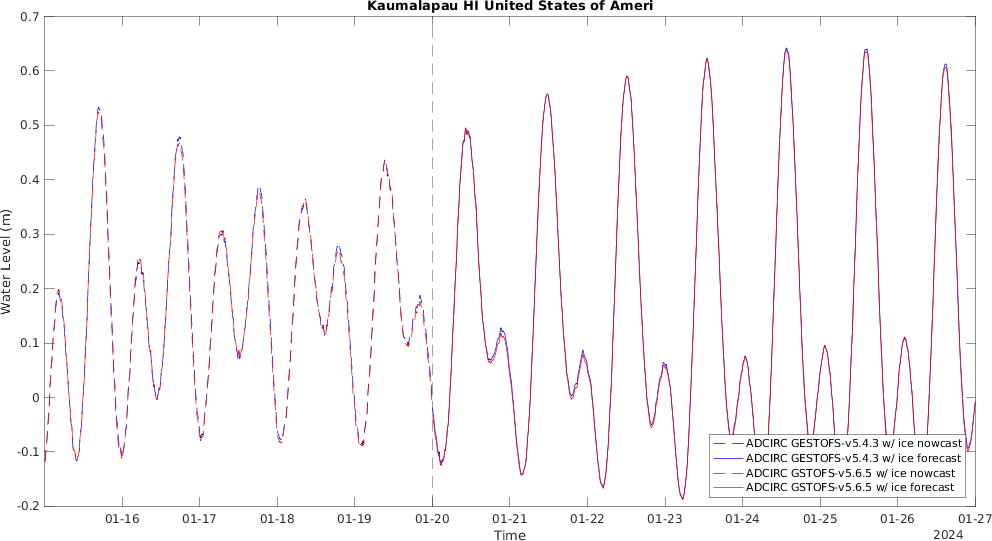 Kaumalapau HI United States of Ameri
Water Level (m)
0.7
0.6
0.5
0.4
0.3
0.2
0.1
0
-0.1
-0.2
ADCIRC GESTOFS-v5.4.3 w/ ice nowcast
ADCIRC GESTOFS-v5.4.3 w/ ice forecast
ADCIRC GSTOFS-v5.6.5 w/ ice nowcast
ADCIRC GSTOFS-v5.6.5 w/ ice forecast
01-16 01-17 01-18 01-19 01-20 01-21 01-22 01-23 01-24 01-25 01-26 01-27
Time
2024